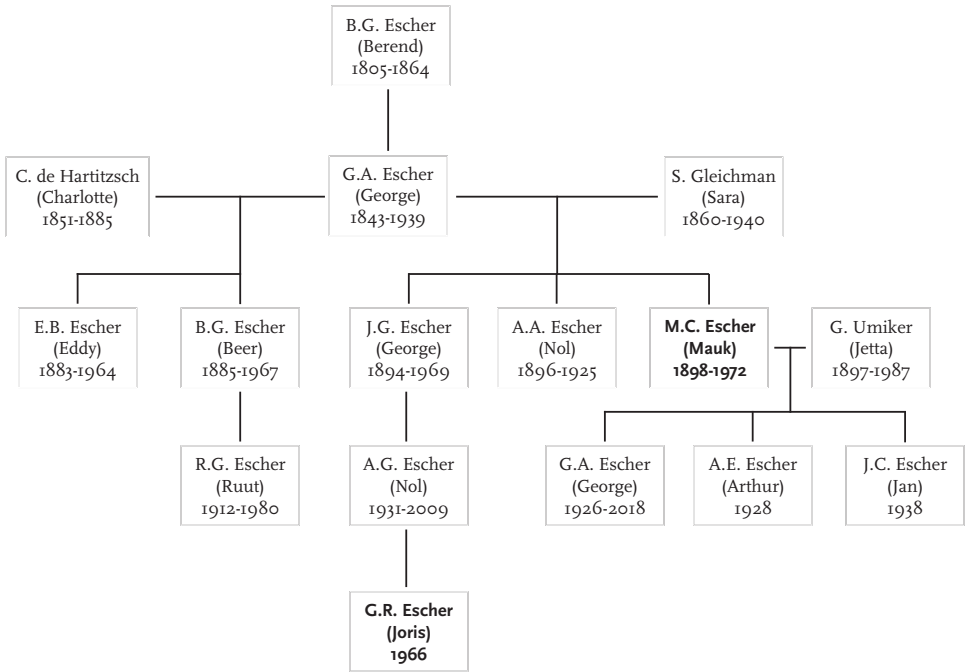 B.G. Escher
(Berend)
1805-1864
C. de Hartitzsch
(Charlotte)
1851-1885
G.A. Escher
(George)
1843-1939
S. Gleichman
(Sara)
1860-1940
E.B. Escher
(Eddy)
1883-1964
B.G. Escher
(Beer)
1885-1967
J.G. Escher
(George)
1894-1969
A.A. Escher
(Nol)
1896-1925
M.C. Escher
(Mauk)
1898-1972
G. Umiker
(Jetta)
1897-1987
R.G. Escher
(Ruut)
1912-1980
A.G. Escher
(Nol)
1931-2009
G.A. Escher
(George)
1926-2018
A.E. Escher
(Arthur)
1928
J.C. Escher
(Jan)
1938
G.R. Escher
(Joris)
1966